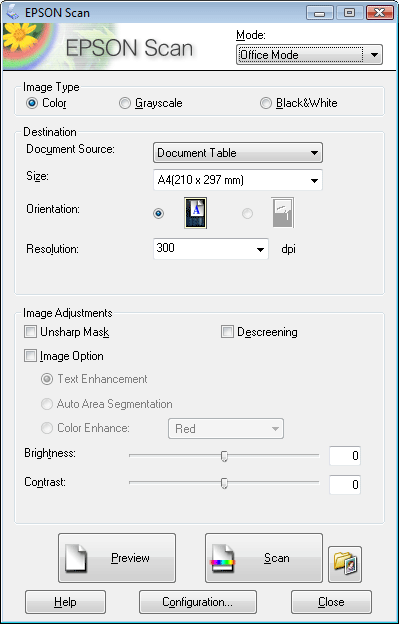 EPSON Scan
EPSON Scan
Mode:
Office Mode
Image Type
Color Grayscale Black&White
Destination
Document Source: Document Table
Size: A4(210 x 297 mm)
Orientation: A
Resolution: 300 dpi
Image Adjustments
Unsharp Mask Descreening
Image Option
Text Enhancement
Auto Area Segmentation
Color Enhance: Red
Brightness: 0
Contrast: 0
Preview Scan
Help Configuration... Close